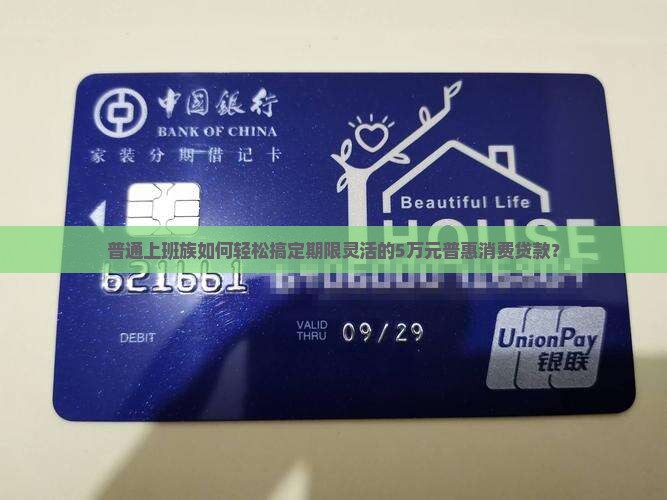 中国銀行
BANK OF CHINA
家装分期借记卡
Beautiful Life
HOUSE
普通上班族如何轻松搞定期限灵活的5万元普惠消费贷款?
621661
DEBIT
VALID
THRU
09/29
UnionPay
银联